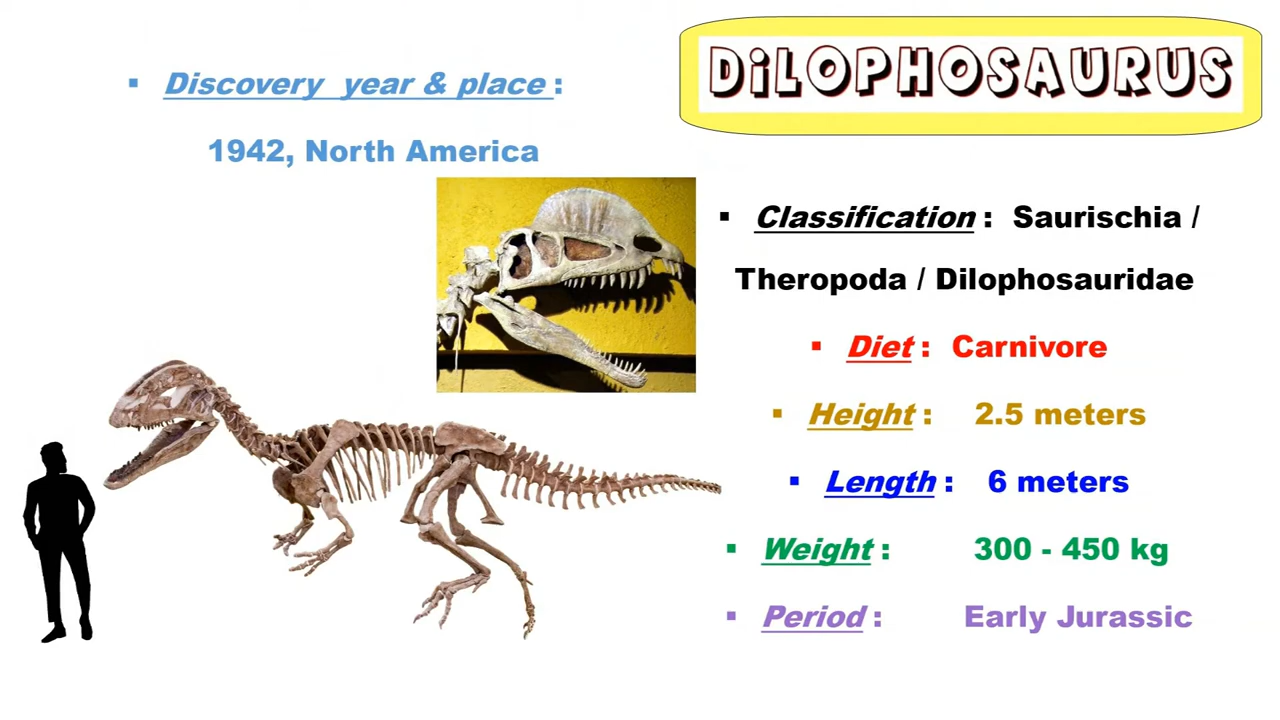 DiLOPHOSAURUS
▪ Discovery year & place :
1942, North America
▪ Classification : Saurischia /
Theropoda / Dilophosauridae
▪ Diet : Carnivore
▪ Height : 2.5 meters
▪ Length : 6 meters
▪ Weight : 300 - 450 kg
▪ Period : Early Jurassic